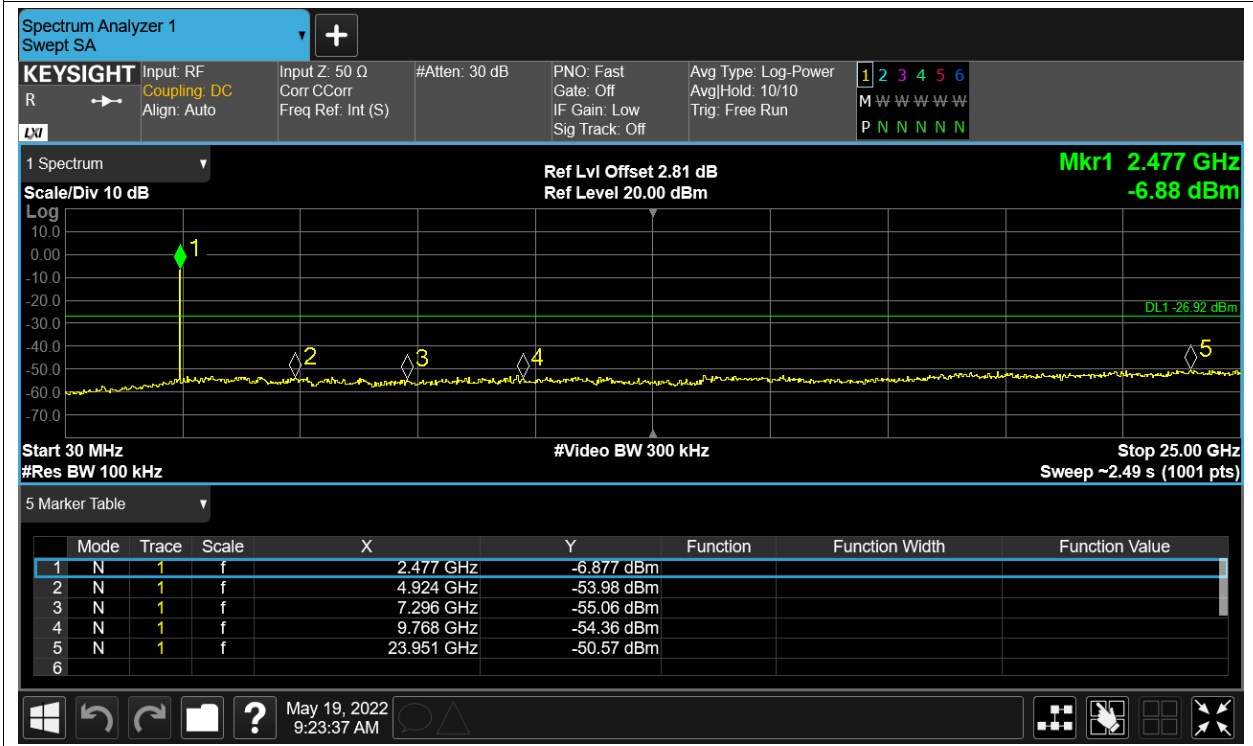 Spectrum Analyzer 1
Swept SA
+
KEYSIGHT
R
LXI
Input: RF
Coupling: DC
Align: Auto
Input Z: 50 Ω
Corr CCorr
Freq Ref: Int (S)
#Atten: 30 dB
PNO: Fast
Gate: Off
IF Gain: Low
Sig Track: Off
Avg Type: Log-Power
Avg|Hold: 10/10
Trig: Free Run
1 2 3 4 5 6
M W W W W W
P N N N N N
1 Spectrum
Scale/Div 10 dB
Ref Lvl Offset 2.81 dB
Ref Level 20.00 dBm
Mkr1 2.477 GHz
-6.88 dBm
Log
10.0
0.00
-10.0
-20.0
-30.0
-40.0
-50.0
-60.0
-70.0
1
2
3
4
5
DL1 -26.92 dBm
Start 30 MHz
#Video BW 300 kHz
Stop 25.00 GHz
#Res BW 100 kHz
Sweep ~2.49 s (1001 pts)
5 Marker Table
Mode Trace Scale X Y Function Function Width Function Value
1 N 1 f 2.477 GHz -6.877 dBm
2 N 1 f 4.924 GHz -53.98 dBm
3 N 1 f 7.296 GHz -55.06 dBm
4 N 1 f 9.768 GHz -54.36 dBm
5 N 1 f 23.951 GHz -50.57 dBm
6
?
May 19, 2022
9:23:37 AM